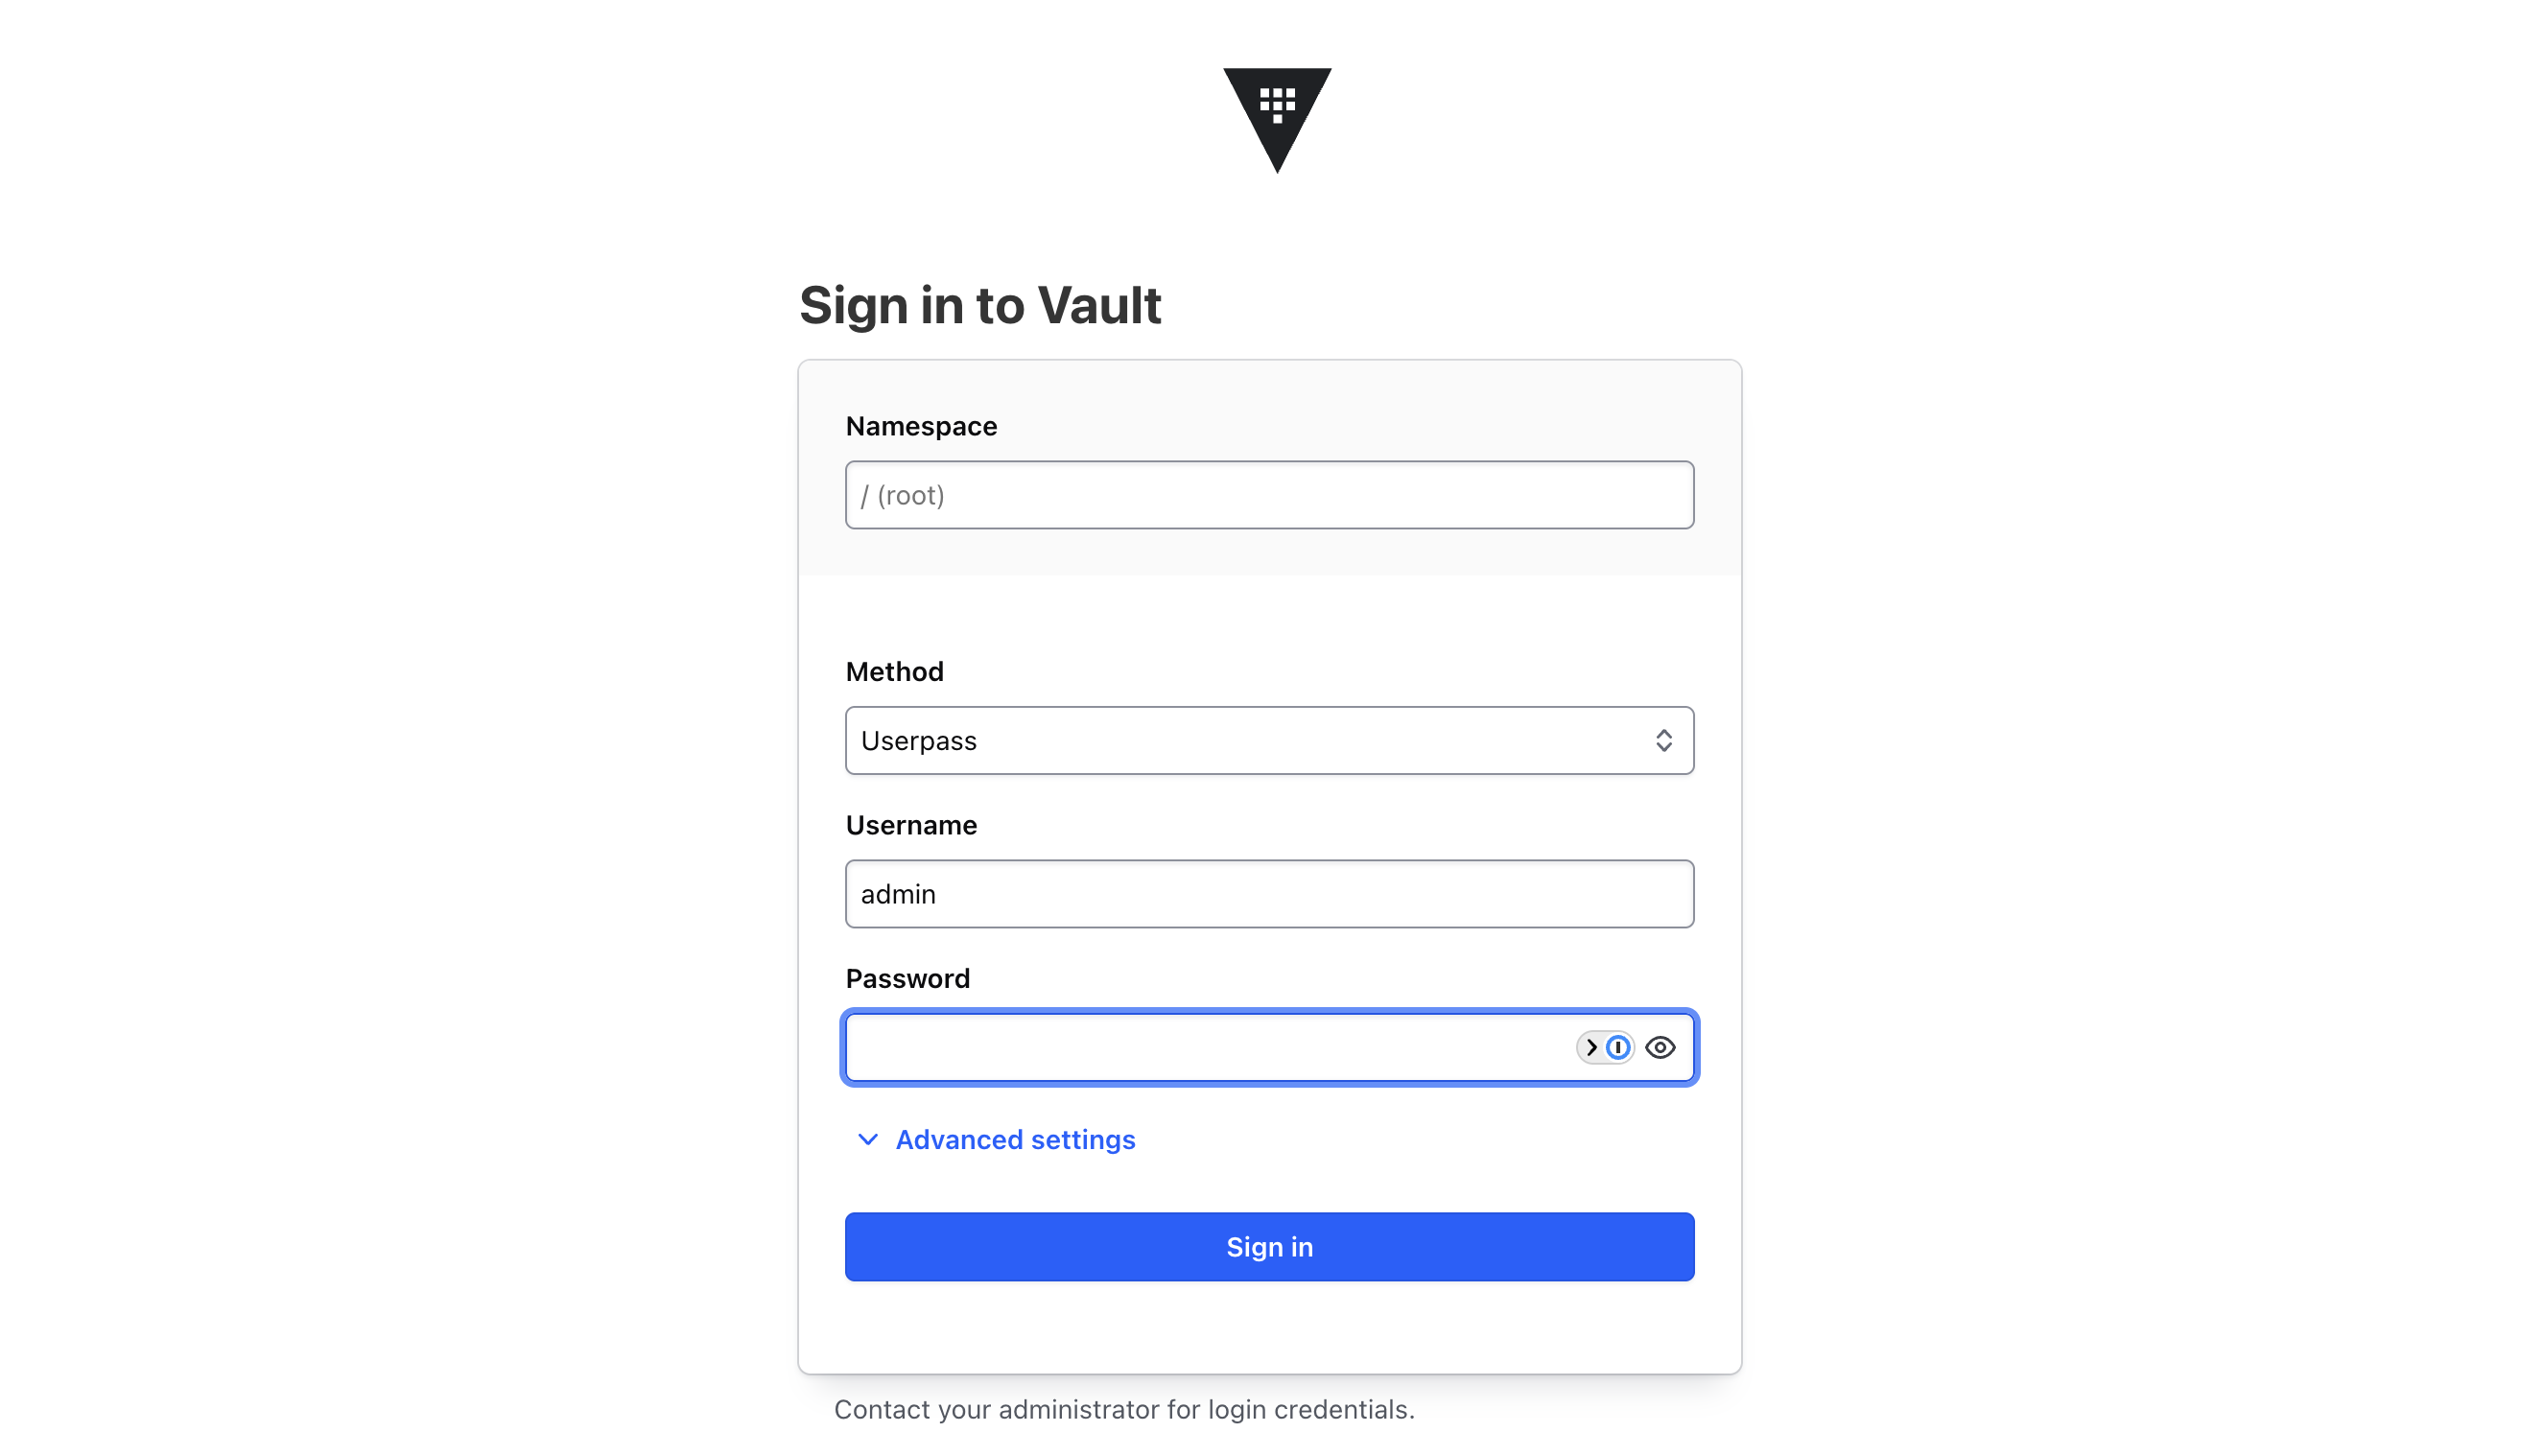 Sign in to Vault
Namespace
/ (root)
Method
Userpass
Username
admin
Password
Advanced settings
Sign in
Contact your administrator for login credentials.